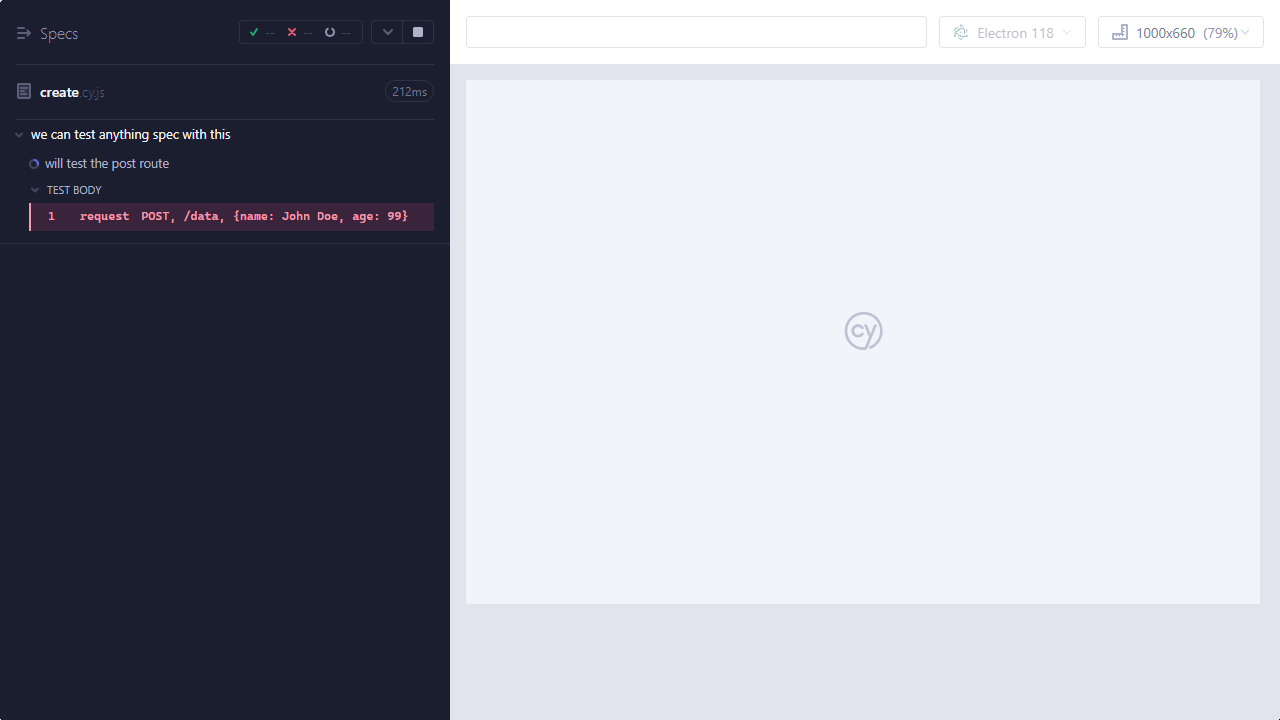 Specs
-- -- --
create.cy.js
212ms
we can test anything spec with this
will test the post route
TEST BODY
1 request POST, /data, {name: John Doe, age: 99}
Electron 118
1000x660 (79%)
cy